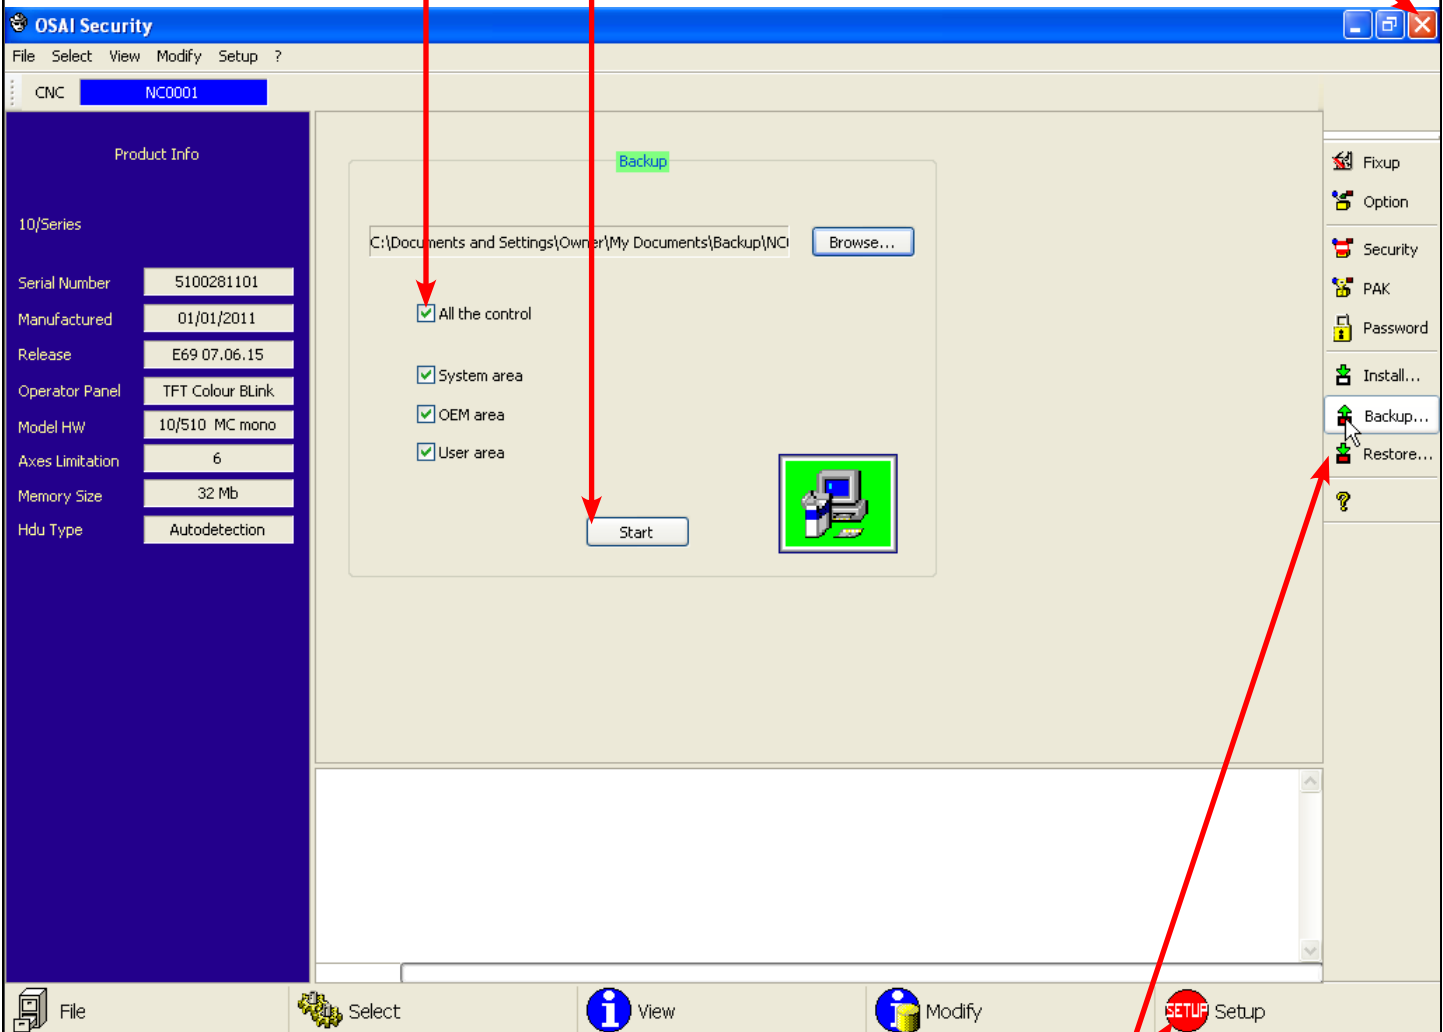 OSAI Security
File Select View Modify Setup ?
CNC NC0001
Product Info
10/Series
Serial Number 5100281101
Manufactured 01/01/2011
Release E69 07.06.15
Operator Panel TFT Colour BLink
Model HW 10/510 MC mono
Axes Limitation 6
Memory Size 32 Mb
Hdu Type Autodetection
Backup
C:\Documents and Settings\Owner\My Documents\Backup\NC Browse...
All the control
System area
OEM area
User area
Start
Fixup
Option
Security
PAK
Password
Install...
Backup...
Restore...
File Select View Modify SETUP Setup